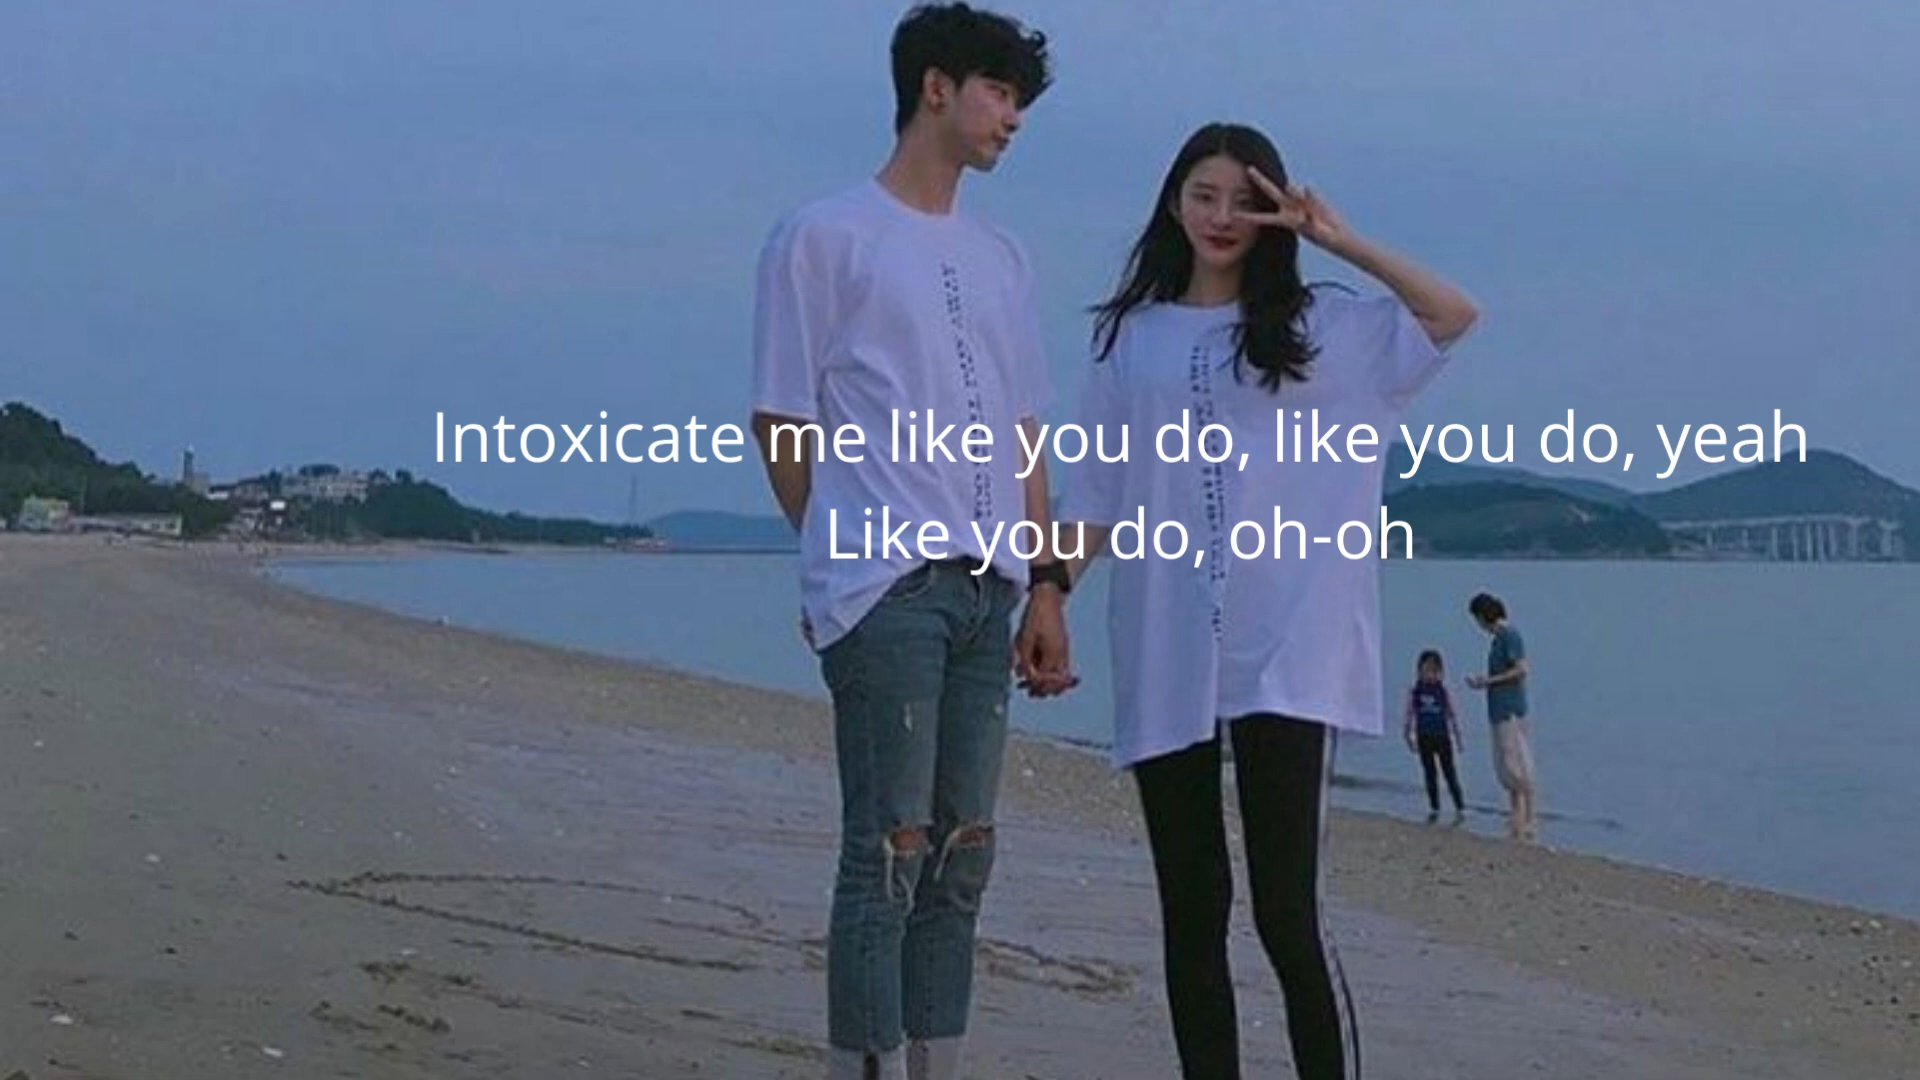 Intoxicate me like you do, like you do, yeah
Like you do, oh-oh